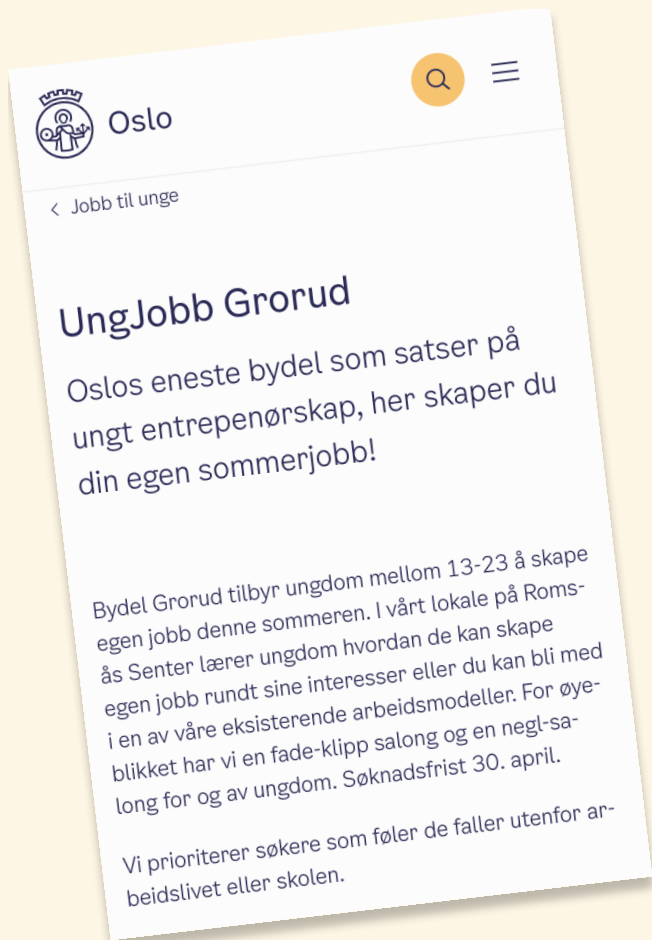 Oslo
Jobb til unge
UngJobb Grorud
Oslos eneste bydel som satser på
ungt entrepenørskap, her skaper du
din egen sommerjobb!
Bydel Grorud tilbyr ungdom mellom 13-23 å skape
egen jobb denne sommeren. I vårt lokale på Roms-
ås Senter lærer ungdom hvordan de kan skape
egen jobb rundt sine interesser eller du kan bli med
i en av våre eksisterende arbeidsmodeller. For øye-
blikket har vi en fade-klipp salong og en negl-sa-
long for og av ungdom. Søknadsfrist 30. april.
Vi prioriterer søkere som føler de faller utenfor ar-
beidslivet eller skolen.